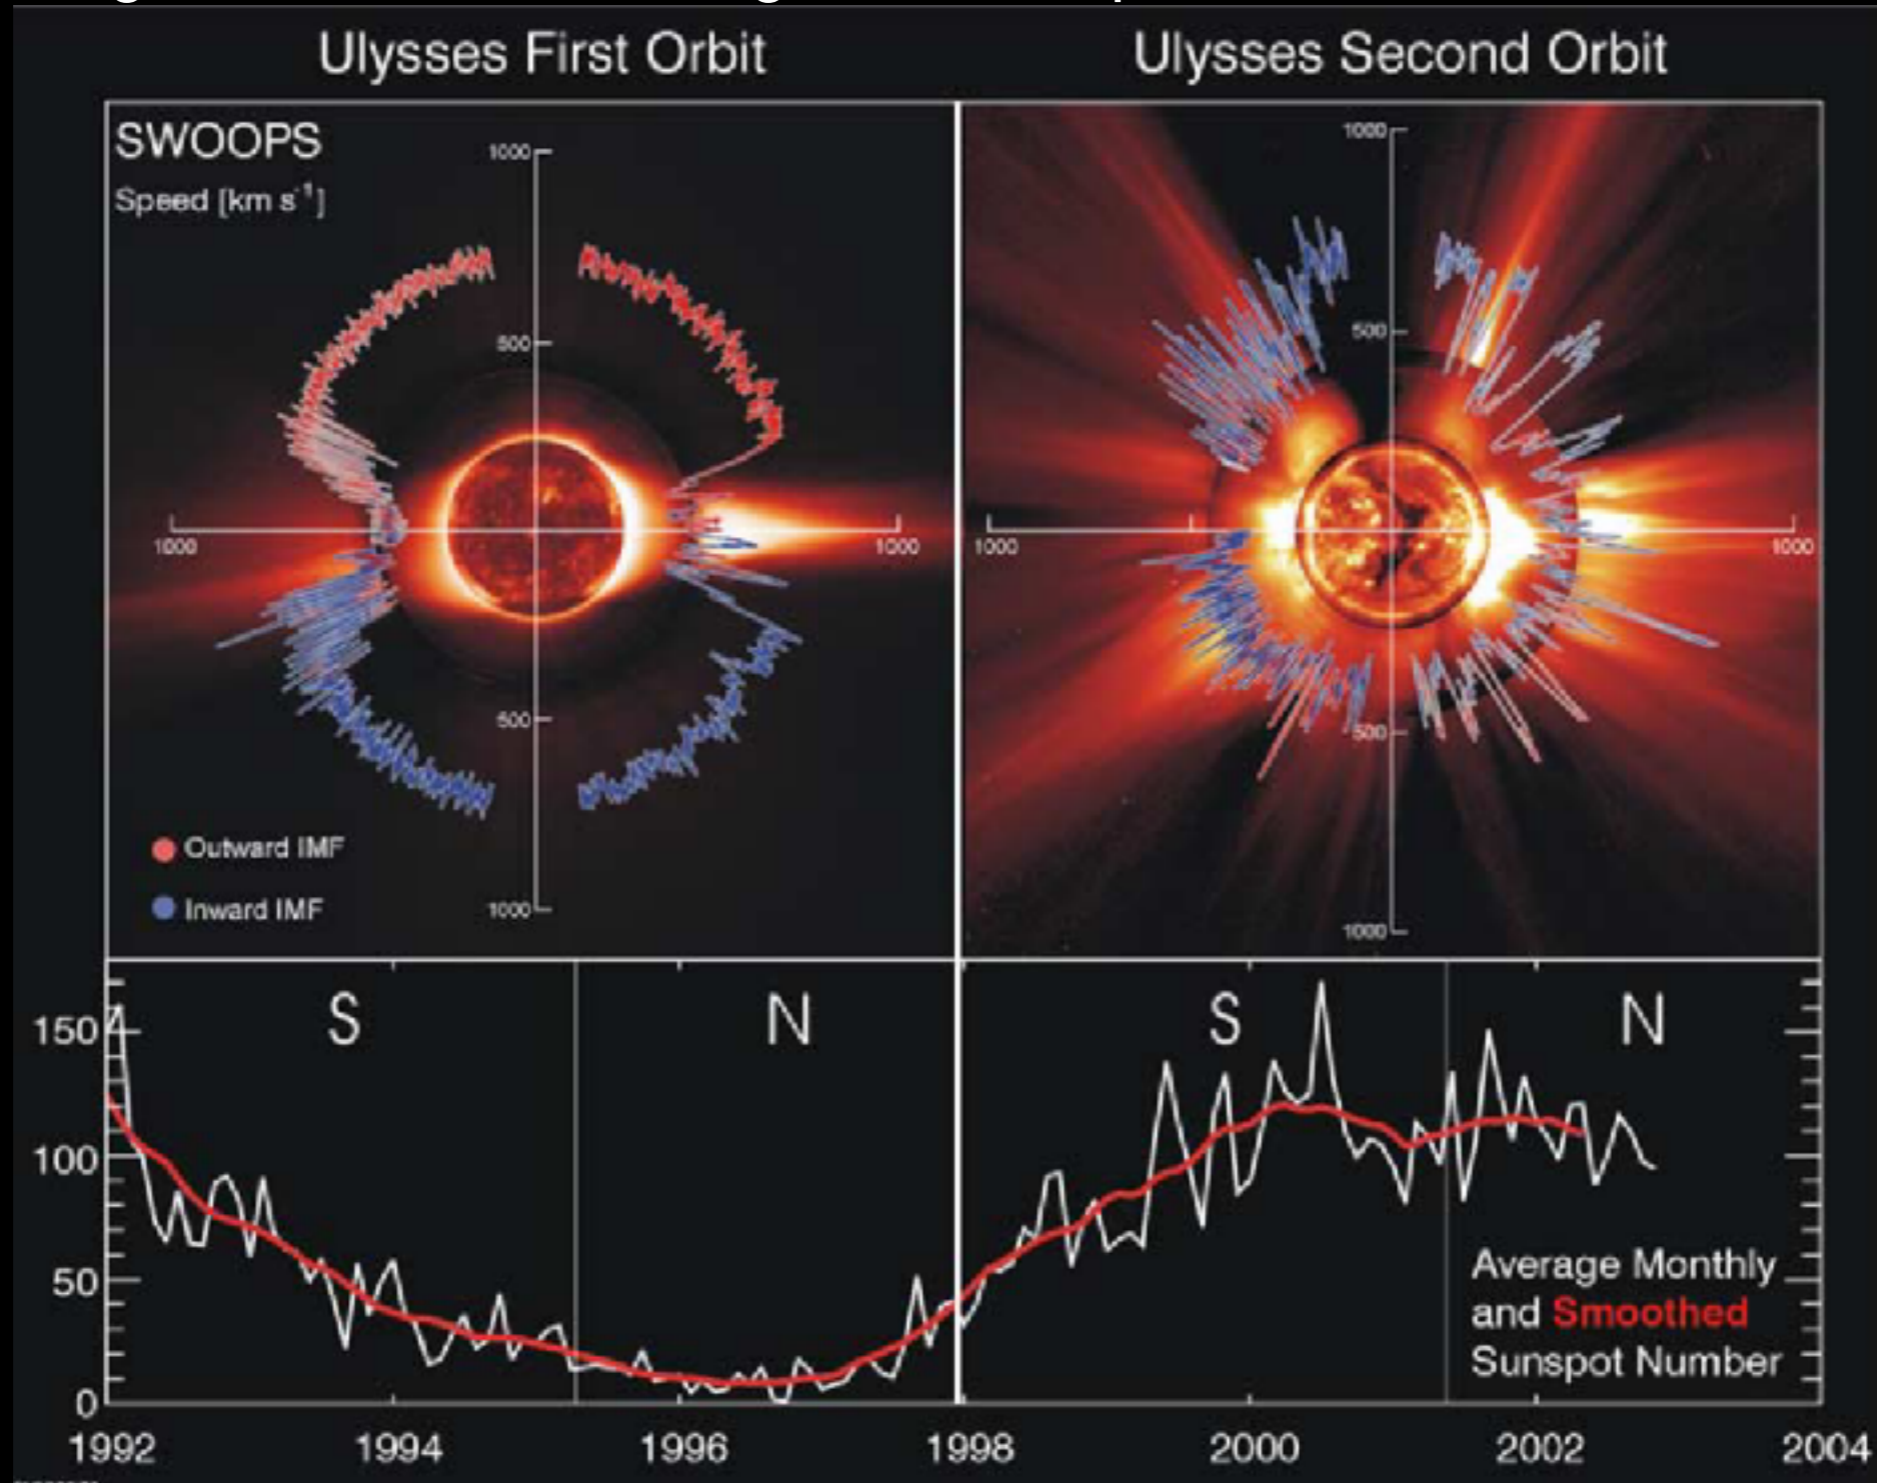 Ulysses First Orbit
Ulysses Second Orbit
SWOOPS
Speed [km s-1]
1000
500
1000
1000
500
1000
Outward IMF
Inward IMF
1000
500
1000
1000
500
1000
S
N
S
N
150
100
50
0
Average Monthly
and Smoothed
Sunspot Number
1992
1994
1996
1998
2000
2002
2004